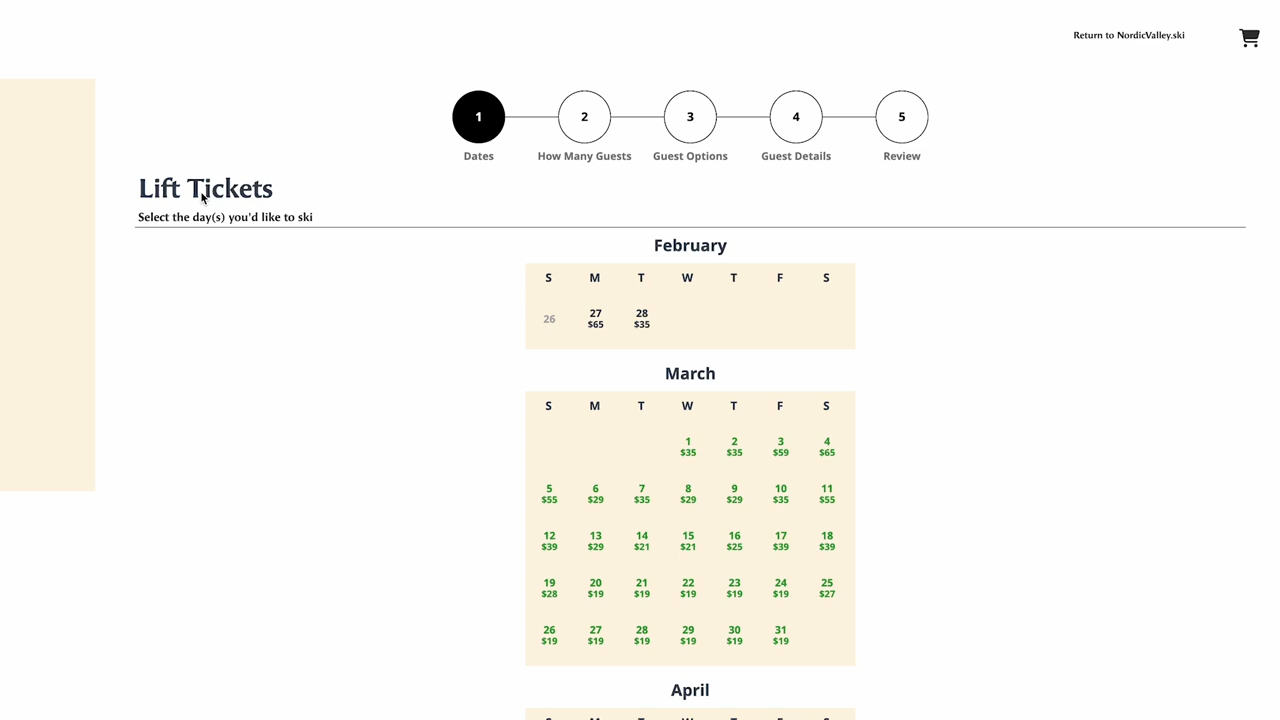 Return to NordicValley.ski
1 2 3 4 5
Dates How Many Guests Guest Options Guest Details Review
Lift Tickets
Select the day(s) you'd like to ski
February
S M T W T F S
26 27 28
$65 $35
March
S M T W T F S
1 2 3 4
$35 $35 $59 $65
5 6 7 8 9 10 11
$55 $29 $35 $29 $29 $35 $55
12 13 14 15 16 17 18
$39 $29 $21 $21 $25 $39 $39
19 20 21 22 23 24 25
$28 $19 $19 $19 $19 $19 $27
26 27 28 29 30 31
$19 $19 $19 $19 $19 $19
April